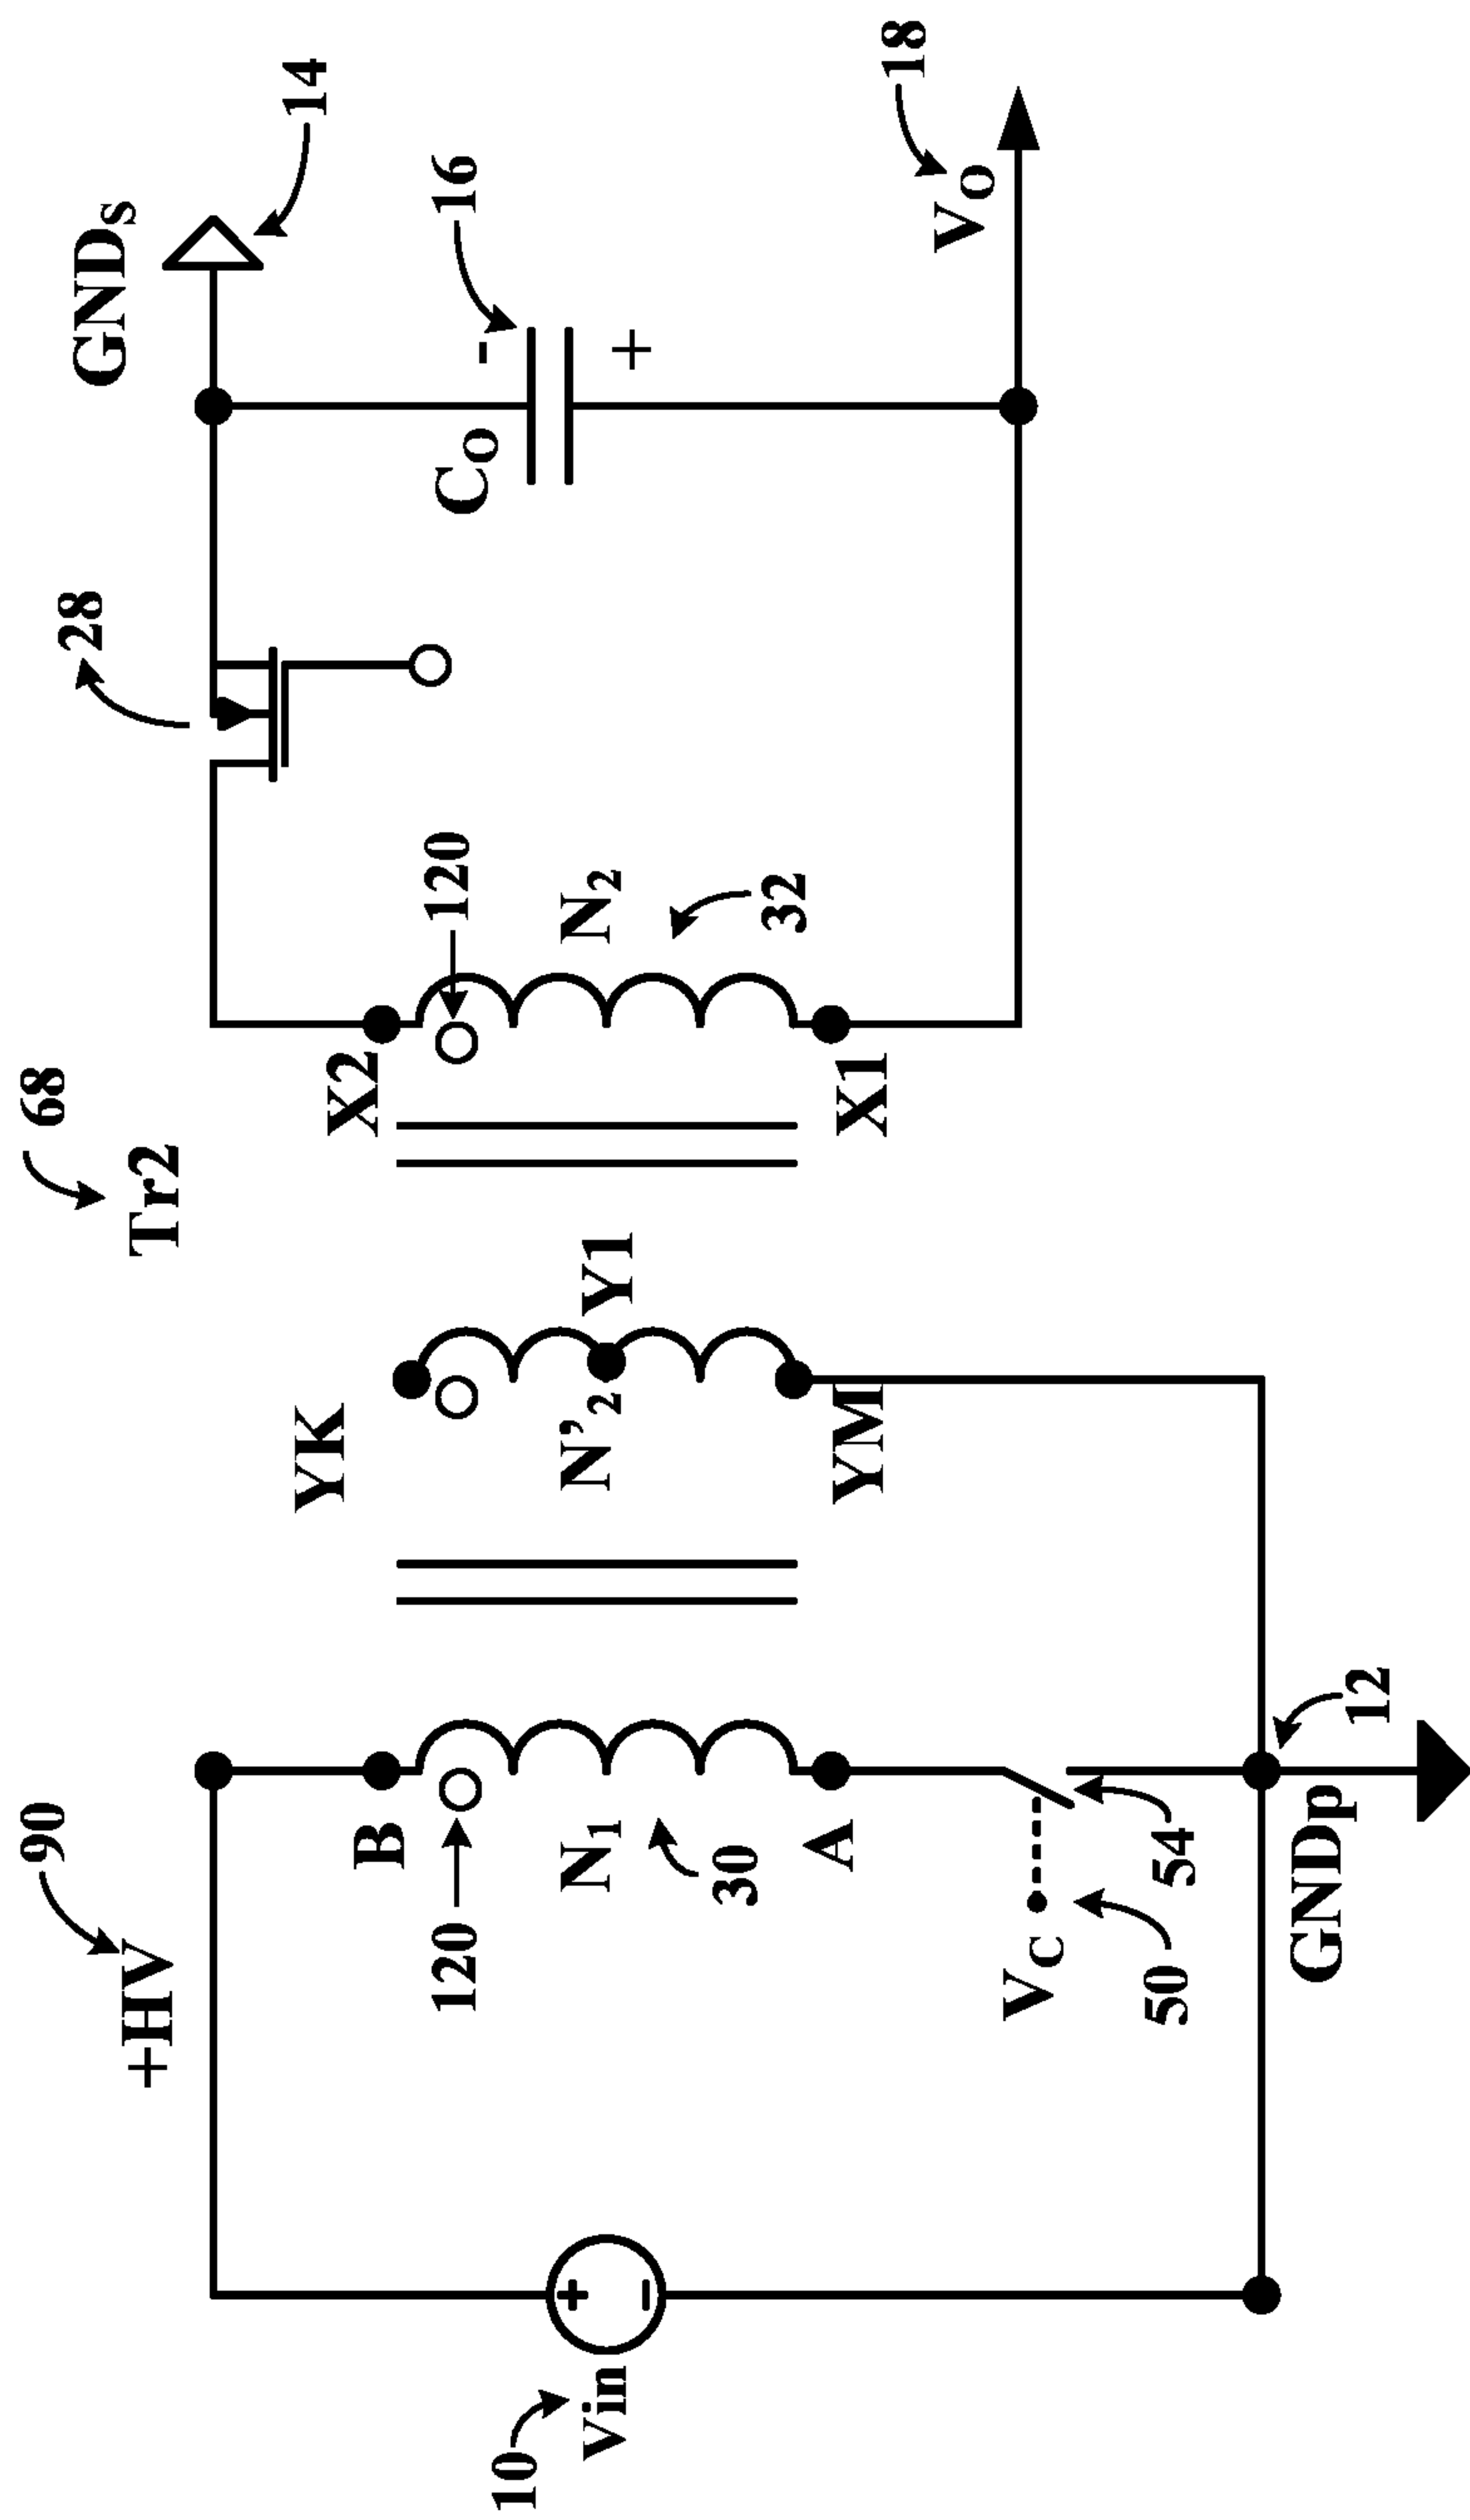 90
+HV
68
Tr2
28
GNDs
14
10
Vin
+
-
B
120
N1
30
A
Vc
50
54
GNDp
12
YK
N’2
Y1
YM
X2
120
N2
32
X1
Co
-
+
16
Vo
18